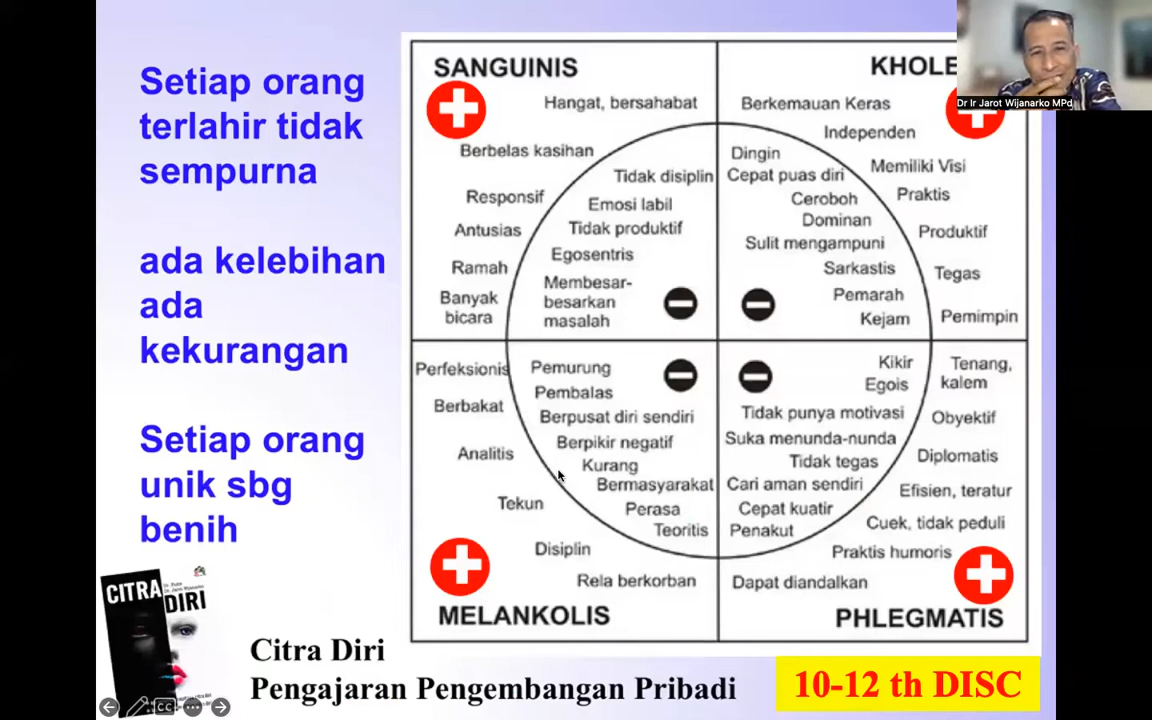 Setiap orang
terlahir tidak
sempurna
ada kelebihan
ada
kekurangan
Setiap orang
unik sbg
benih
SANGUINIS
Hangat, bersahabat
Berbelas kasihan
Responsif
Antusias
Ramah
Banyak
bicara
Tidak disiplin
Emosi labil
Tidak produktif
Egosentris
Membesar-
besarkan
masalah
KHOLE
Berkemauan Keras
Independen
Memiliki Visi
Praktis
Produktif
Tegas
Pemimpin
Dingin
Cepat puas diri
Ceroboh
Dominan
Sulit mengampuni
Sarkastis
Pemarah
Kejam
Dr Ir Jarot Wijanarko MPd
Perfeksionis
Berbakat
Analitis
Tekun
Disiplin
Rela berkorban
Pemurung
Pembalas
Berpusat diri sendiri
Berpikir negatif
Kurang
Bermasyarakat
Perasa
Teoritis
MELANKOLIS
Kikir
Egois
Tidak punya motivasi
Suka menunda-nunda
Tidak tegas
Cari aman sendiri
Cepat kuatir
Penakut
Tenang,
kalem
Obyektif
Diplomatis
Efisien, teratur
Cuek, tidak peduli
Praktis humoris
Dapat diandalkan
PHLEGMATIS
CITRA
DIRI
Citra Diri
Pengajaran Pengembangan Pribadi
10-12 th DISC
CC